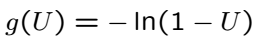 g(U) = − ln(1 − U)